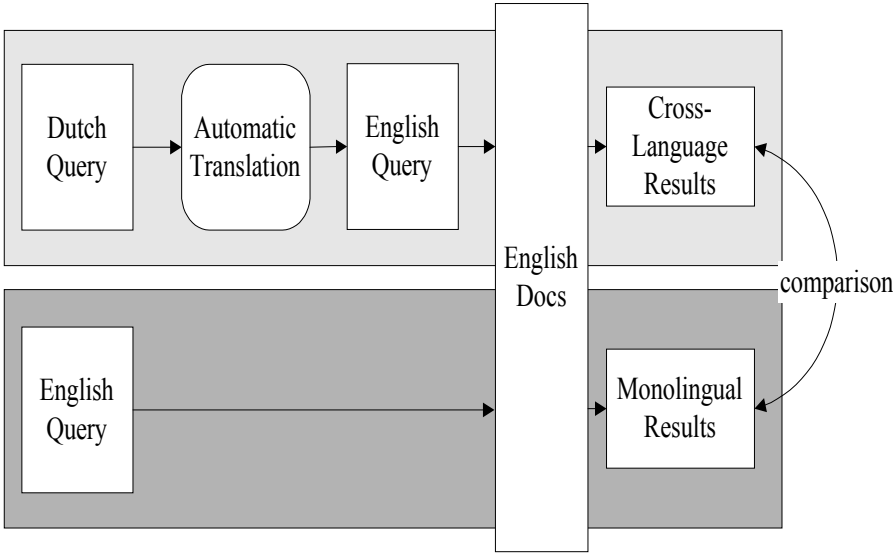 Dutch
Query
Automatic
Translation
English
Query
English
Docs
Cross-
Language
Results
comparison
English
Query
Monolingual
Results